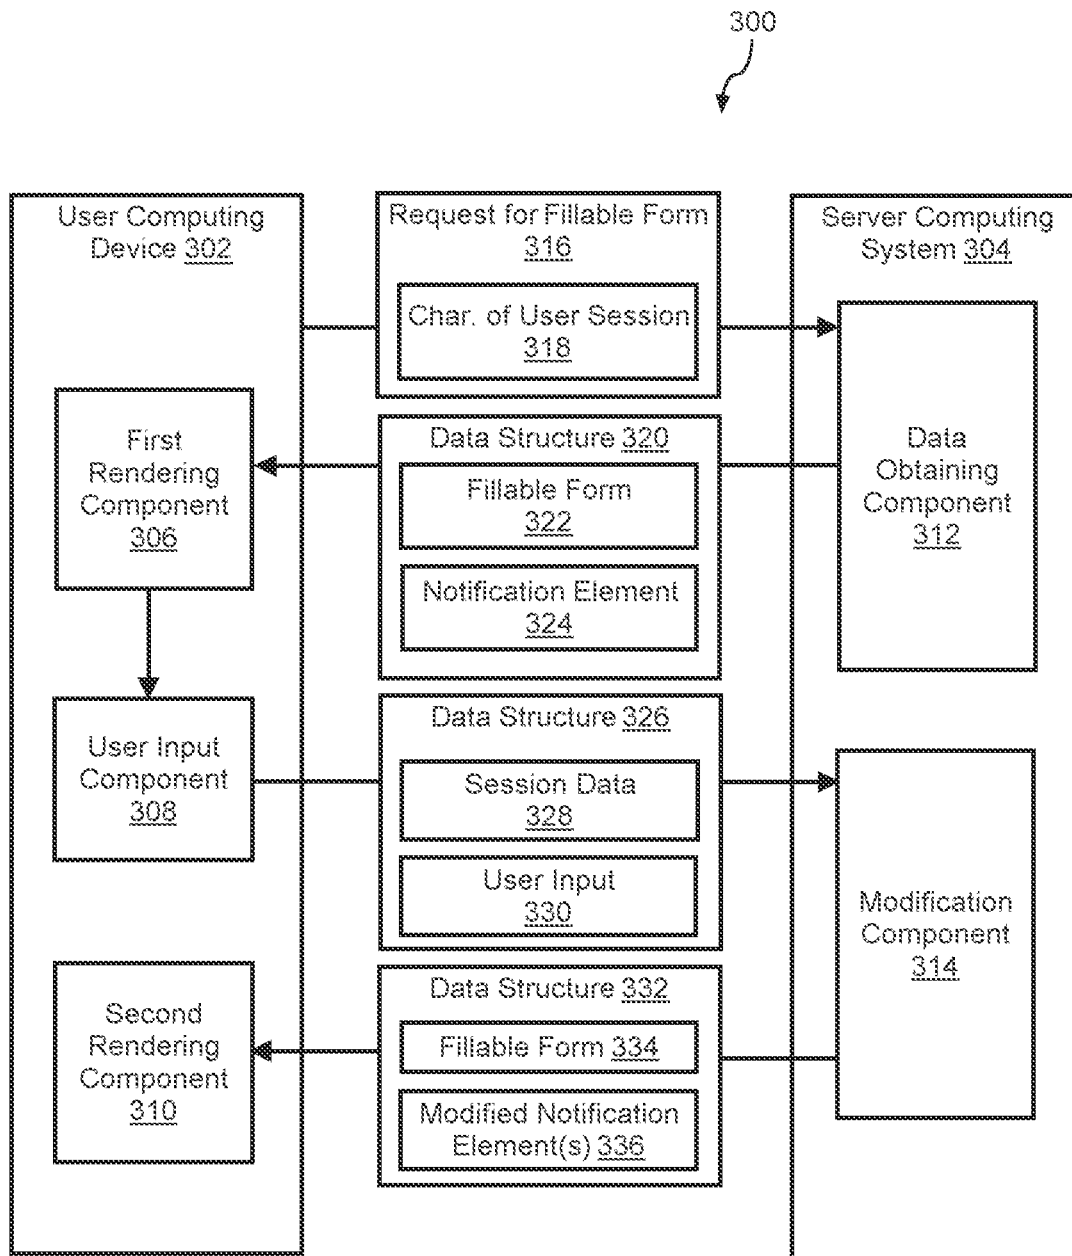 300
User Computing
Device 302
Request for Fillable Form
316
Server Computing
System 304
Char. of User Session
318
First
Rendering
Component
306
Data Structure 320
Fillable Form
322
Notification Element
324
Data
Obtaining
Component
312
User Input
Component
308
Data Structure 326
Session Data
328
User Input
330
Modification
Component
314
Second
Rendering
Component
310
Data Structure 332
Fillable Form 334
Modified Notification
Element(s) 336